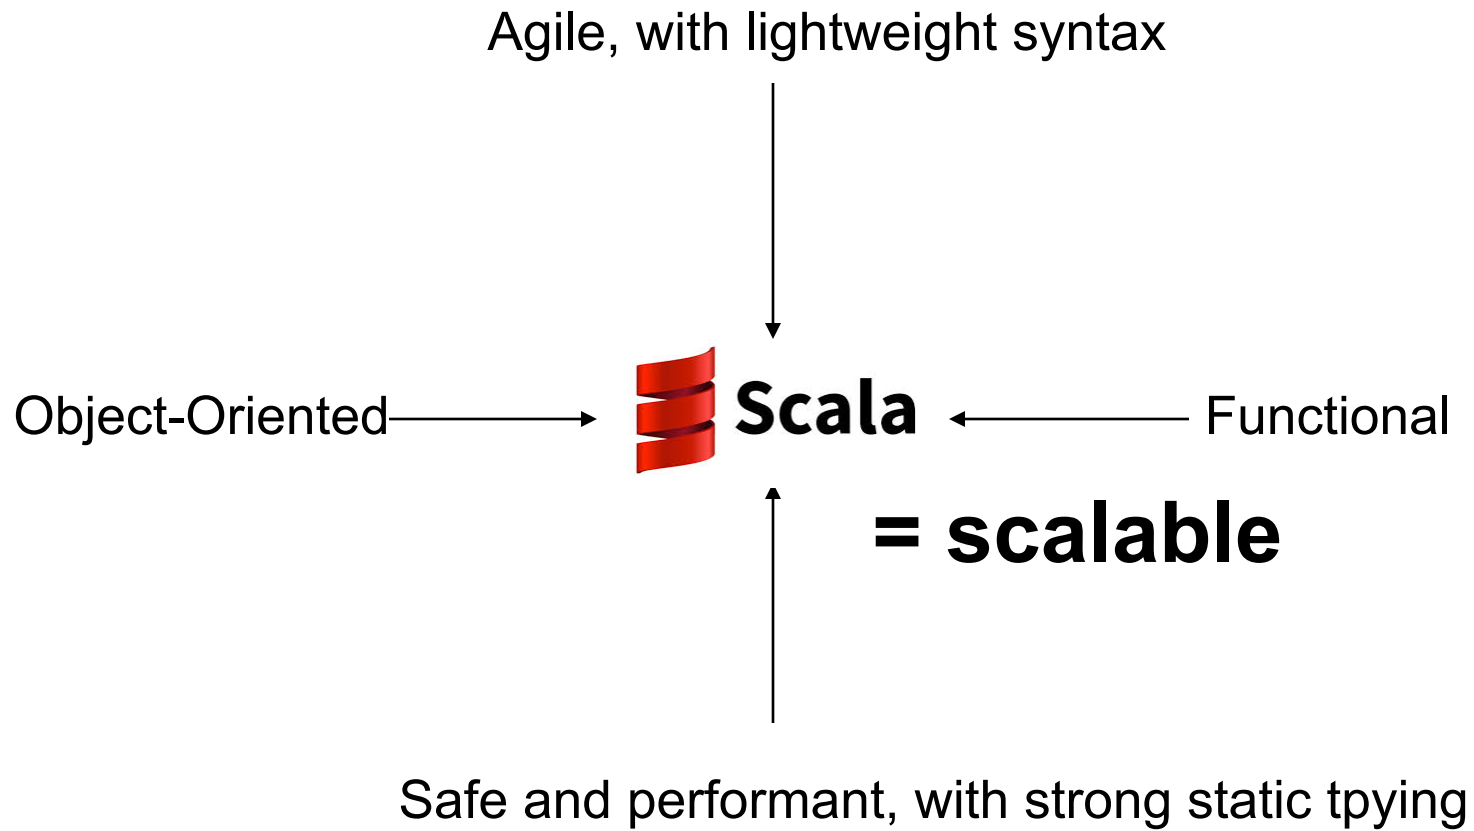 Agile, with lightweight syntax
Object-Oriented
Scala
Functional
= scalable
Safe and performant, with strong static tpying